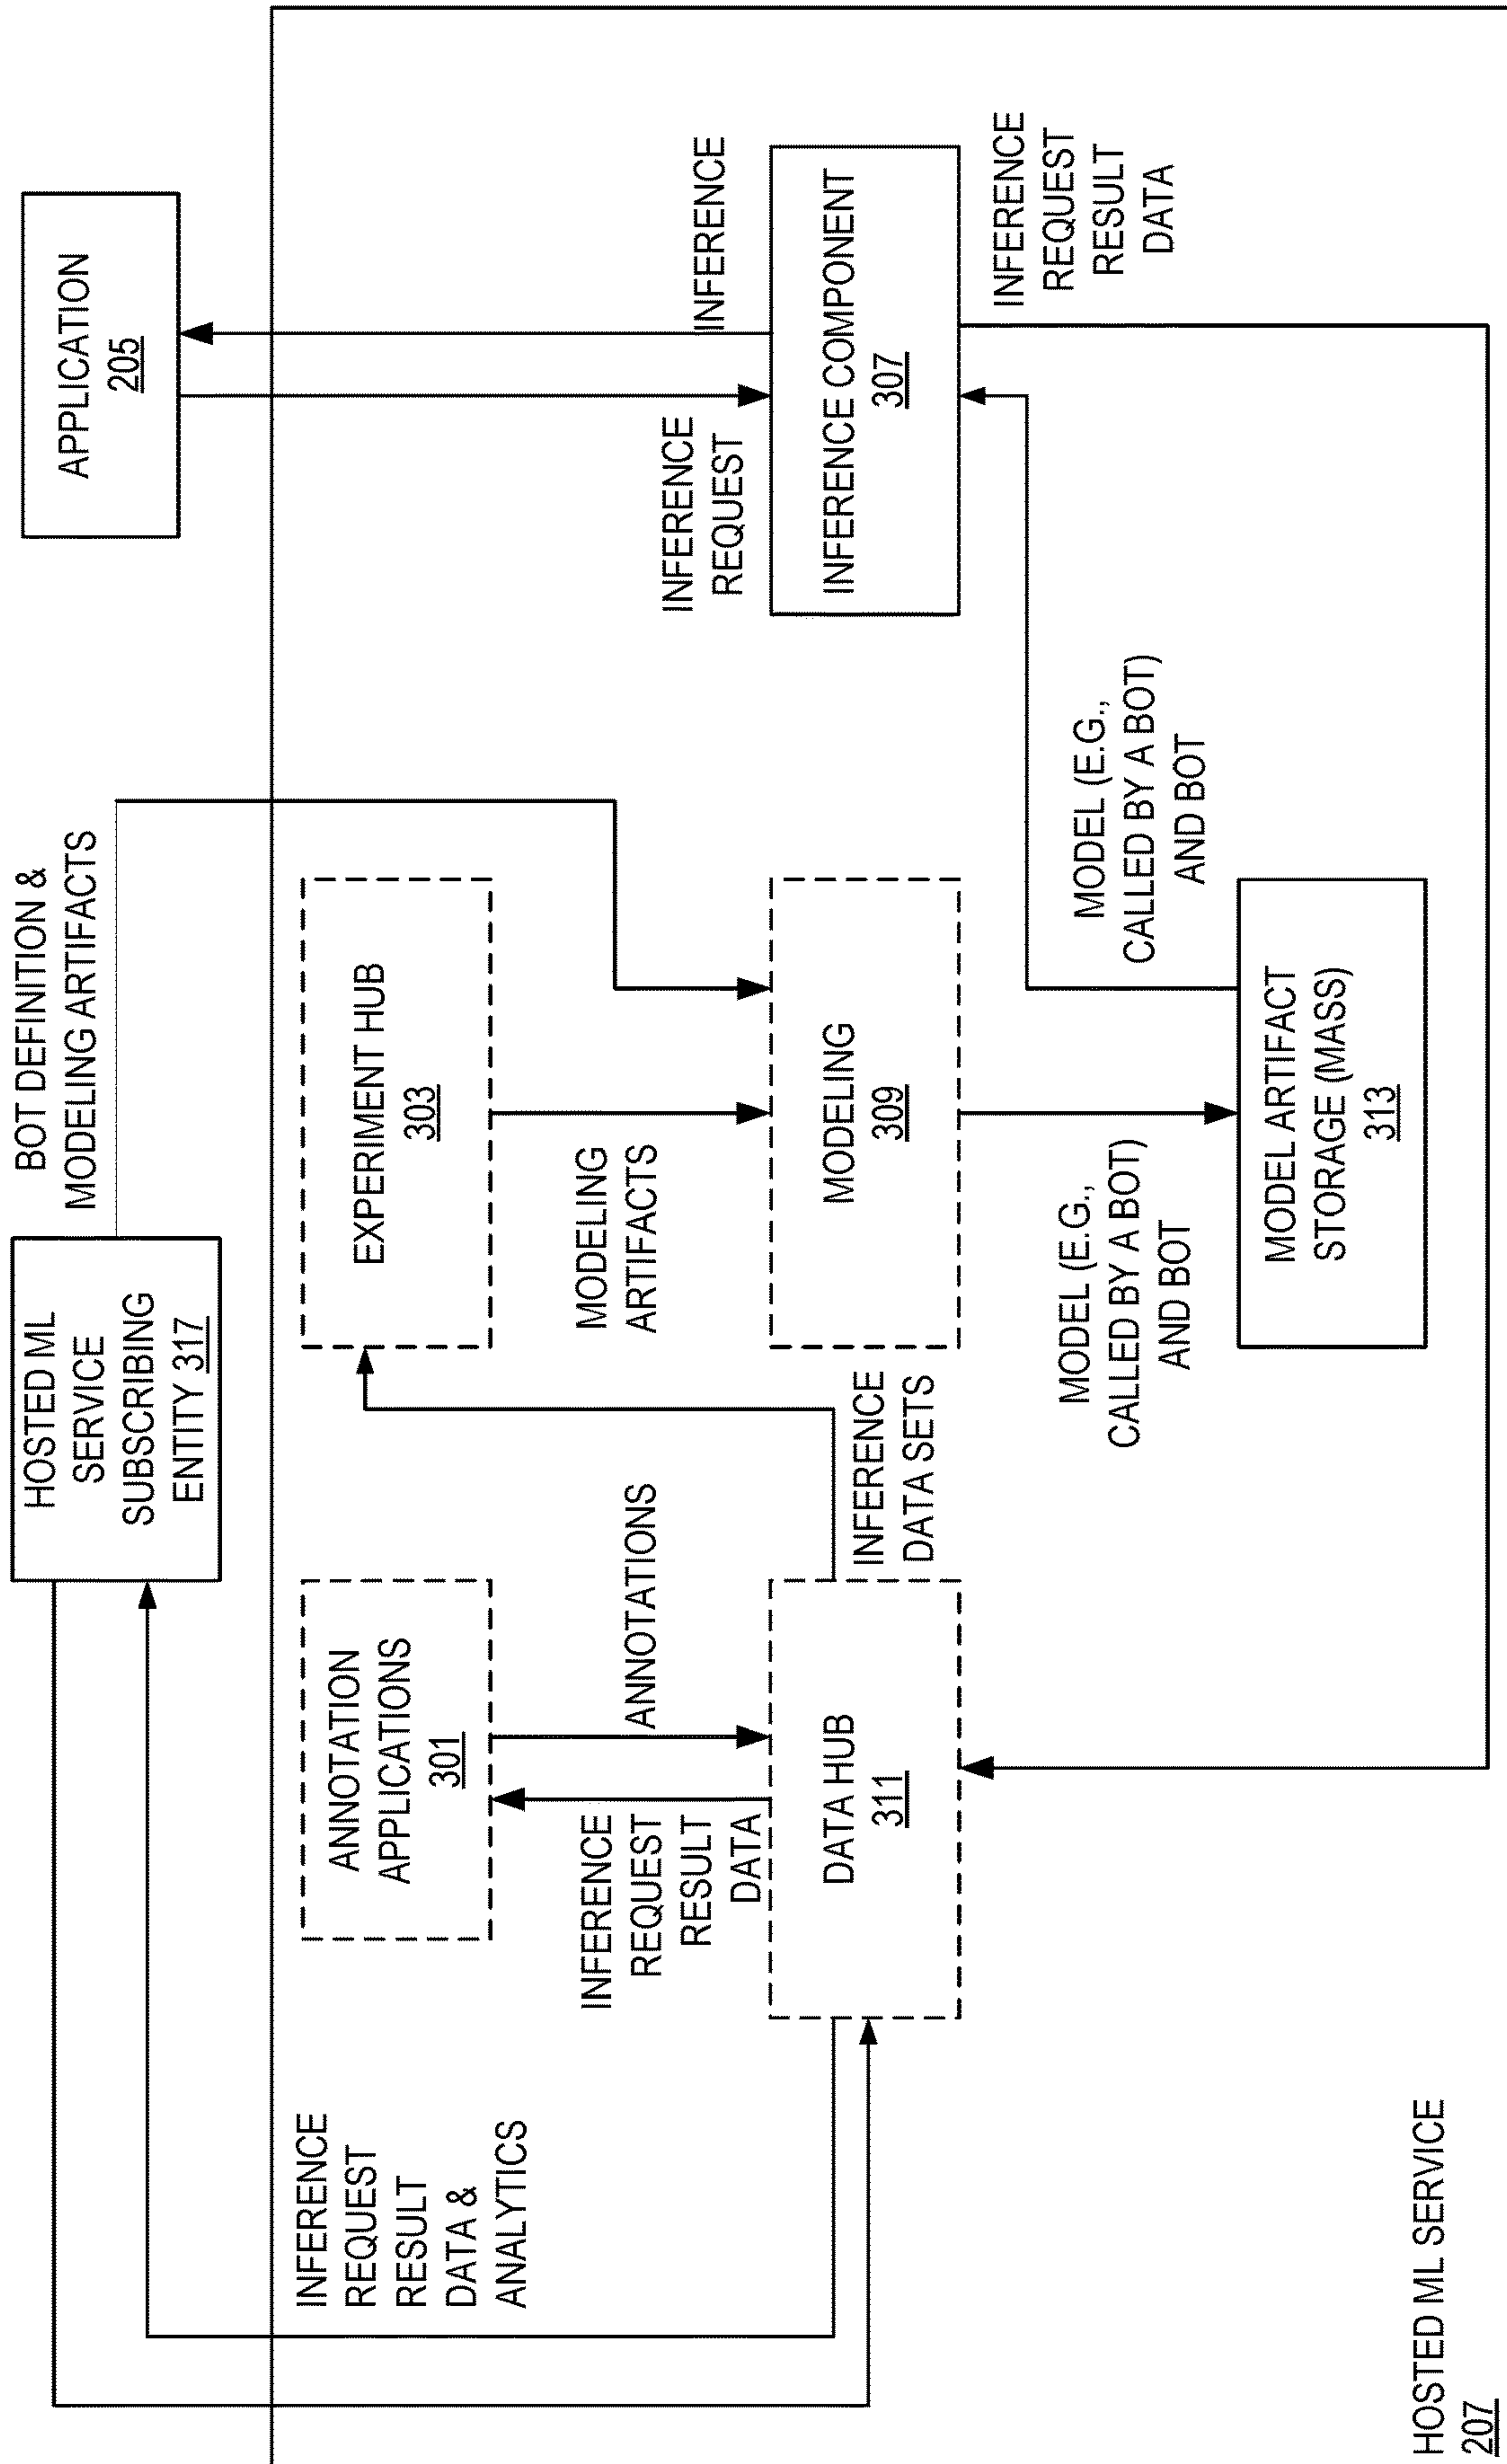 HOSTED ML
SERVICE
SUBSCRIBING
ENTITY 317
BOT DEFINITION &
MODELING ARTIFACTS
APPLICATION
205
INFERENCE
REQUEST
RESULT
DATA &
ANALYTICS
ANNOTATION
APPLICATIONS
301
EXPERIMENT HUB
303
INFERENCE
REQUEST
RESULT
DATA
ANNOTATIONS
MODELING
ARTIFACTS
INFERENCE
REQUEST
INFERENCE
DATA HUB
311
INFERENCE
DATA SETS
MODELING
309
INFERENCE COMPONENT
307
INFERENCE
REQUEST
RESULT
DATA
MODEL (E.G.,
CALLED BY A BOT)
AND BOT
MODEL (E.G.,
CALLED BY A BOT)
AND BOT
MODEL ARTIFACT
STORAGE (MASS)
313
HOSTED ML SERVICE
207